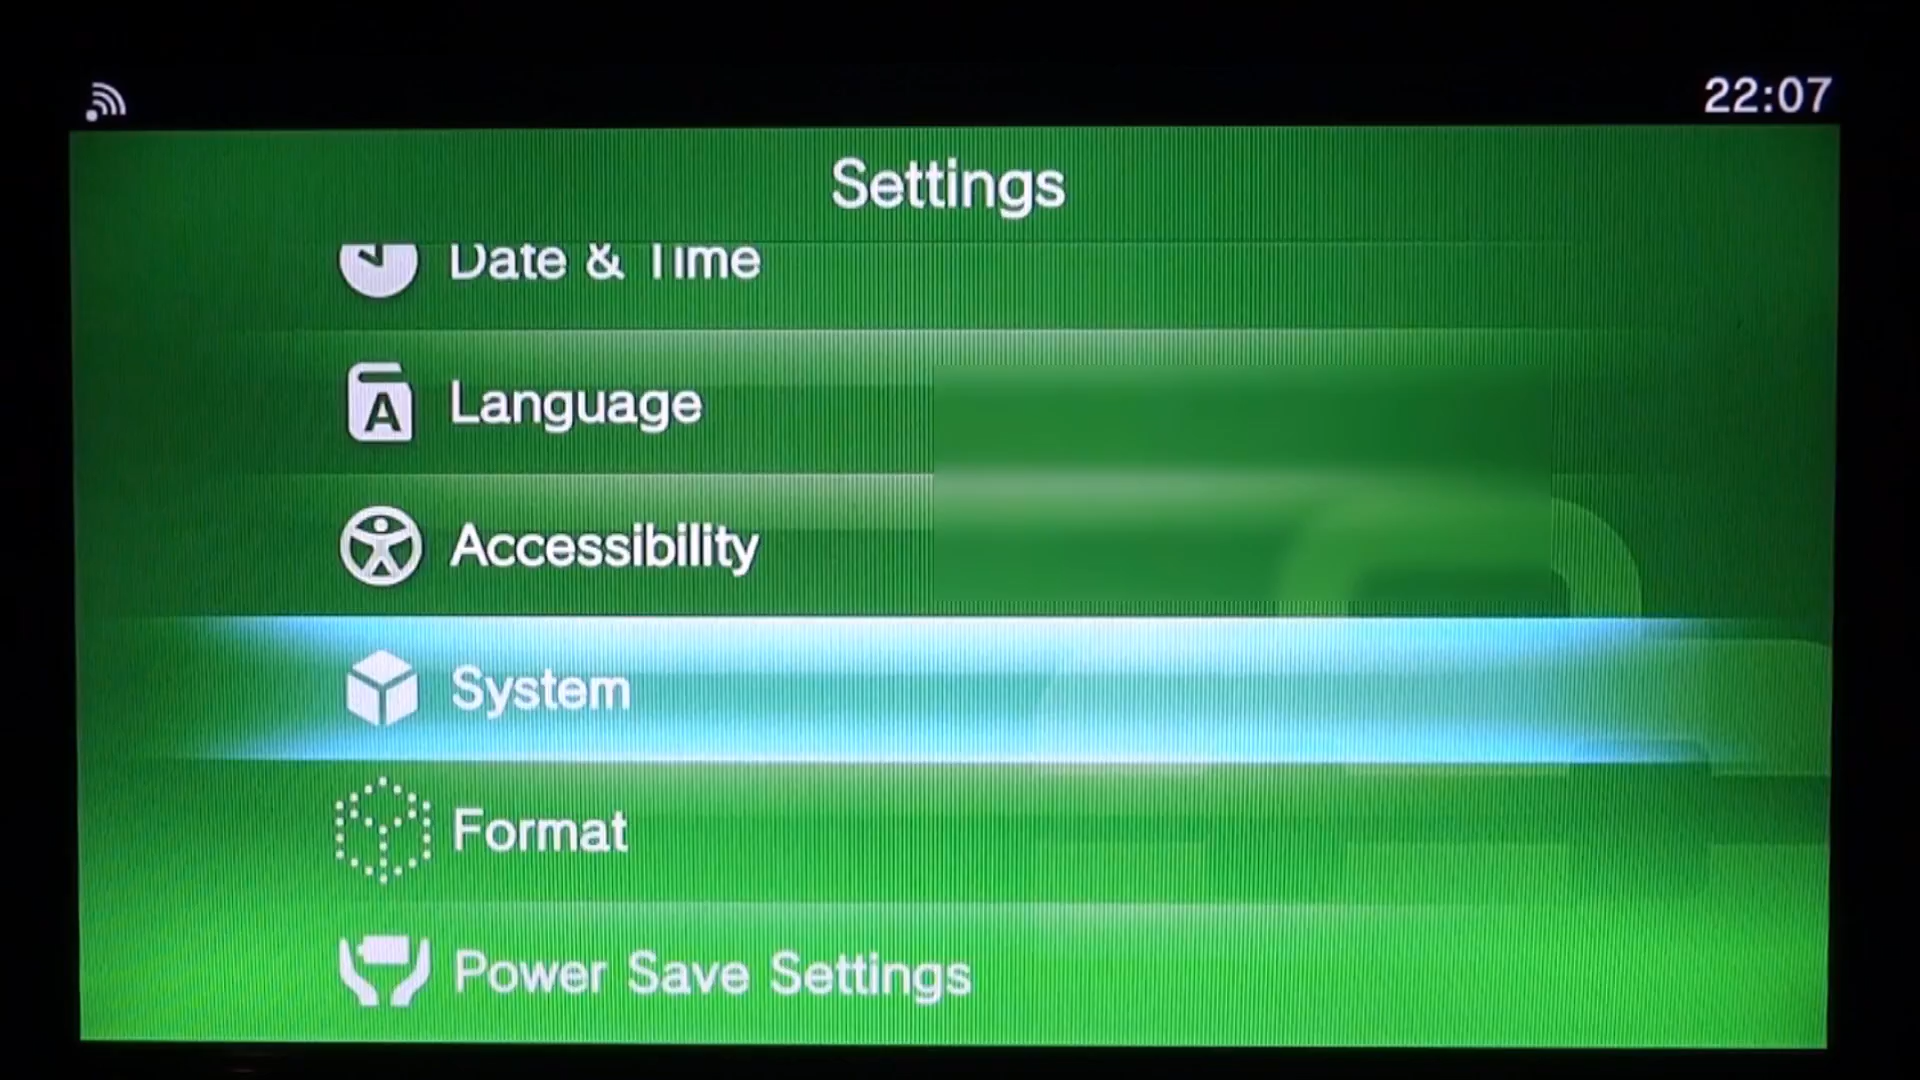 22:07
Settings
Date & Time
Language
Accessibility
System
Format
Power Save Settings